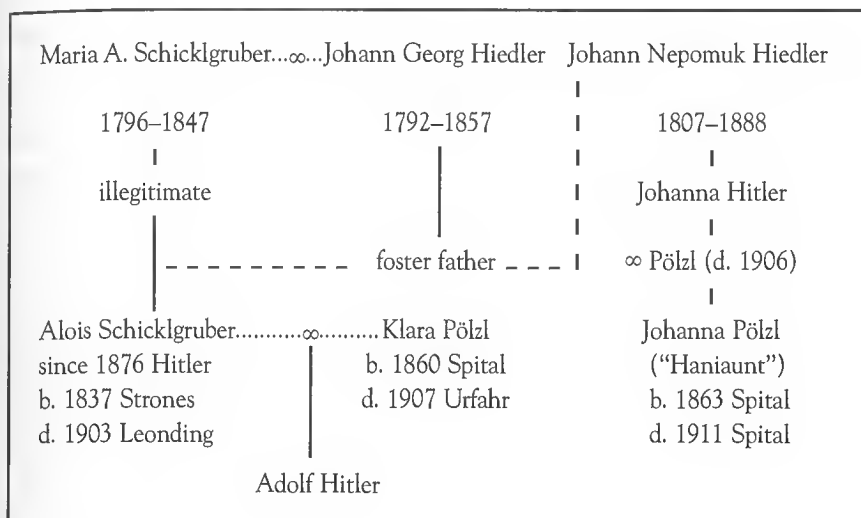 Maria A. Schicklgruber...∞...Johann Georg Hiedler Johann Nepomuk Hiedler
1796–1847 1792–1857 1807–1888
illegitimate Johanna Hitler
foster father ∞ Pölzl (d. 1906)
Alois Schicklgruber...........∞.........Klara Pölzl Johanna Pölzl
since 1876 Hitler b. 1860 Spital ("Haniaunt")
b. 1837 Strones d. 1907 Urfahr b. 1863 Spital
d. 1903 Leonding d. 1911 Spital
Adolf Hitler